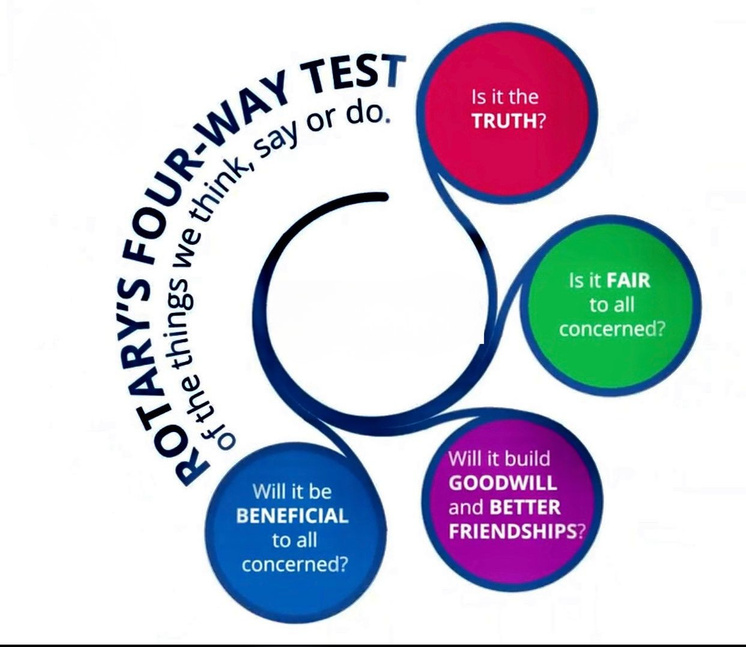 ROTARY'S FOUR-WAY TEST
of the things we think, say or do.
Is it the
TRUTH?
Is it FAIR
to all
concerned?
Will it build
GOODWILL
and BETTER
FRIENDSHIPS?
Will it be
BENEFICIAL
to all
concerned?